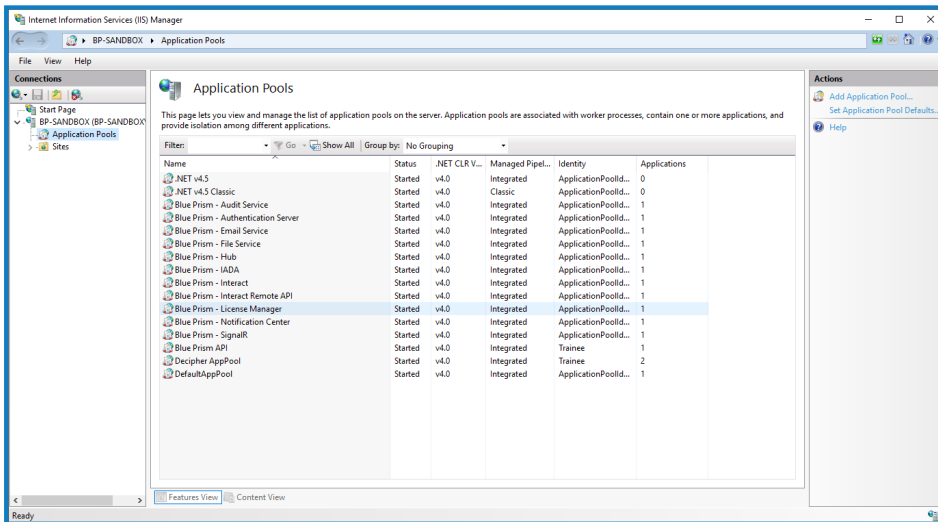 Internet Information Services (IIS) Manager
BP-SANDBOX Application Pools
File View Help
Connections
Start Page
BP-SANDBOX (BP-SANDBOX\
Application Pools
Sites
Application Pools
This page lets you view and manage the list of application pools on the server. Application pools are associated with worker processes, contain one or more applications, and
provide isolation among different applications.
Filter: Go Show All Group by: No Grouping
Name Status .NET CLR V... Managed Pipel... Identity Applications
.NET v4.5 Started v4.0 Integrated ApplicationPoolId... 0
.NET v4.5 Classic Started v4.0 Classic ApplicationPoolId... 0
Blue Prism - Audit Service Started v4.0 Integrated ApplicationPoolId... 1
Blue Prism - Authentication Server Started v4.0 Integrated ApplicationPoolId... 1
Blue Prism - Email Service Started v4.0 Integrated ApplicationPoolId... 1
Blue Prism - File Service Started v4.0 Integrated ApplicationPoolId... 1
Blue Prism - Hub Started v4.0 Integrated ApplicationPoolId... 1
Blue Prism - IADA Started v4.0 Integrated ApplicationPoolId... 1
Blue Prism - Interact Started v4.0 Integrated ApplicationPoolId... 1
Blue Prism - Interact Remote API Started v4.0 Integrated ApplicationPoolId... 1
Blue Prism - License Manager Started v4.0 Integrated ApplicationPoolId... 1
Blue Prism - Notification Center Started v4.0 Integrated ApplicationPoolId... 1
Blue Prism - SignalR Started v4.0 Integrated ApplicationPoolId... 1
Blue Prism API Started v4.0 Integrated Trainee 1
Decipher AppPool Started v4.0 Integrated Trainee 2
DefaultAppPool Started v4.0 Integrated ApplicationPoolId... 1
Features View Content View
Actions
Add Application Pool...
Set Application Pool Defaults...
Help
Ready